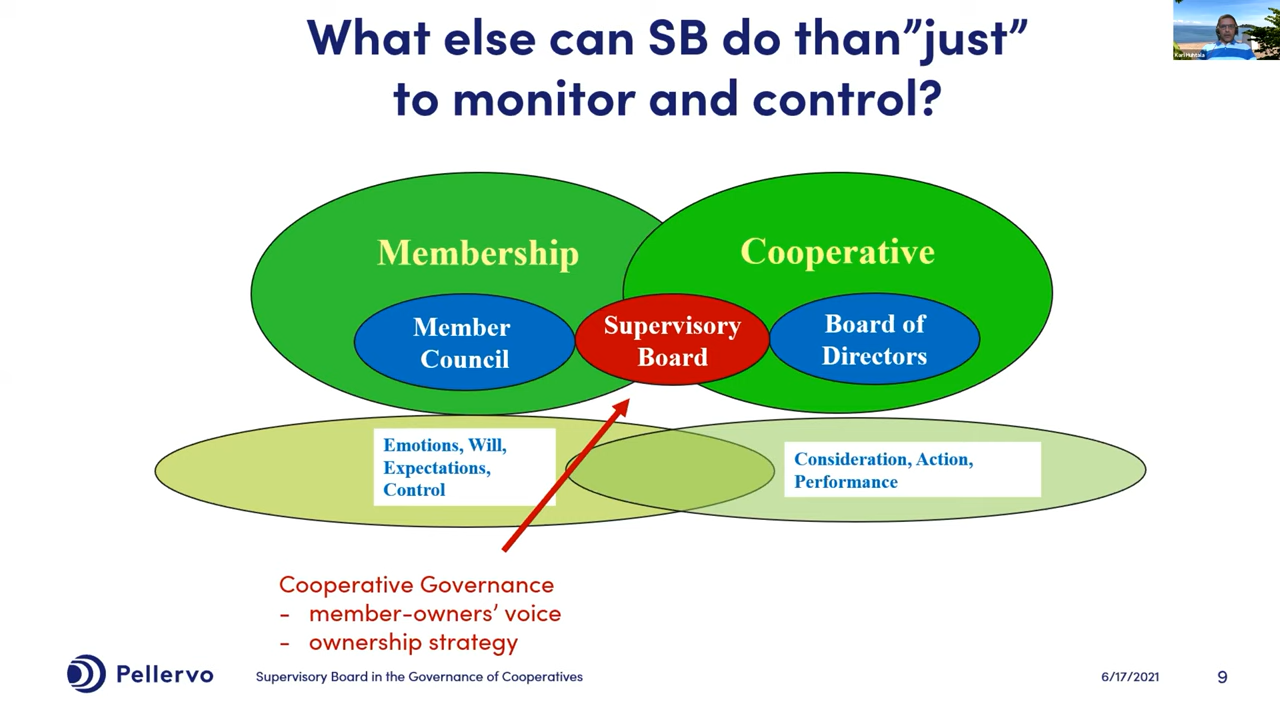 What else can SB do than”just”
to monitor and control?
Membership
Cooperative
Member
Council
Supervisory
Board
Board of
Directors
Emotions, Will,
Expectations,
Control
Consideration, Action,
Performance
Cooperative Governance
- member-owners’ voice
- ownership strategy
Pellervo
Supervisory Board in the Governance of Cooperatives
6/17/2021
9